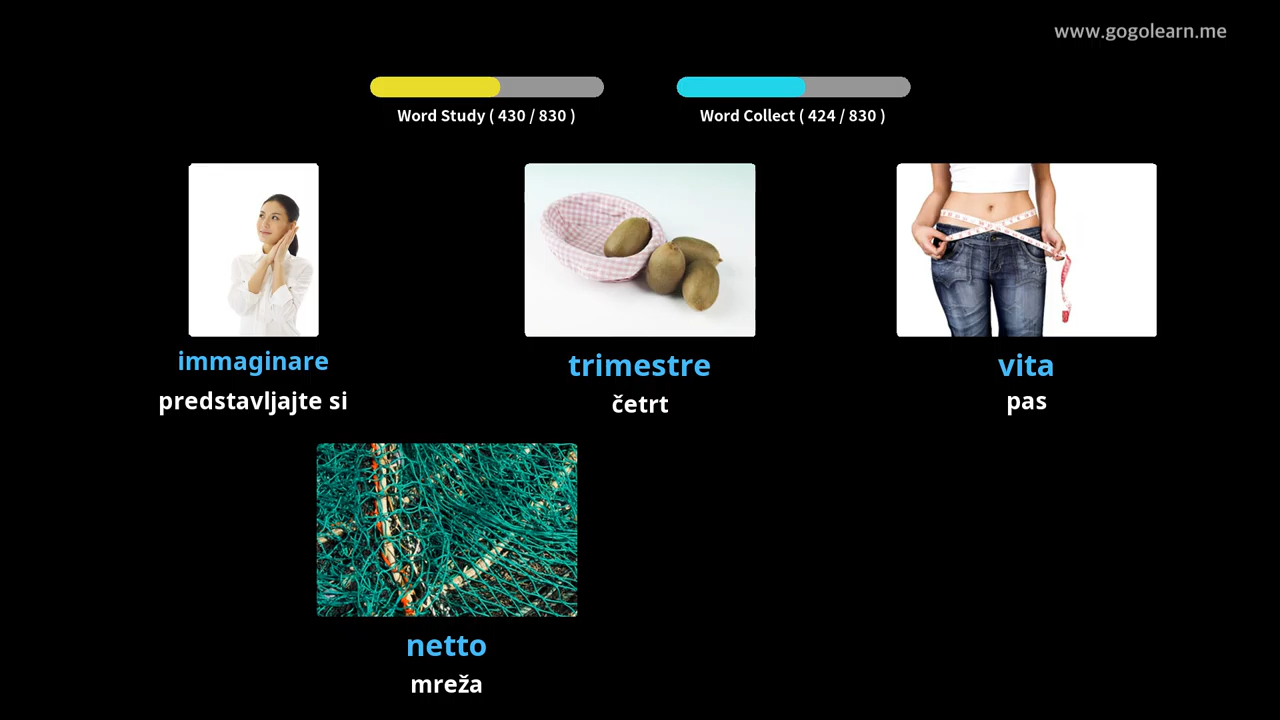 www.gogolearn.me
Word Study ( 430 / 830 )
Word Collect ( 424 / 830 )
immaginare
predstavljajte si
trimestre
četrt
vita
pas
netto
mreža